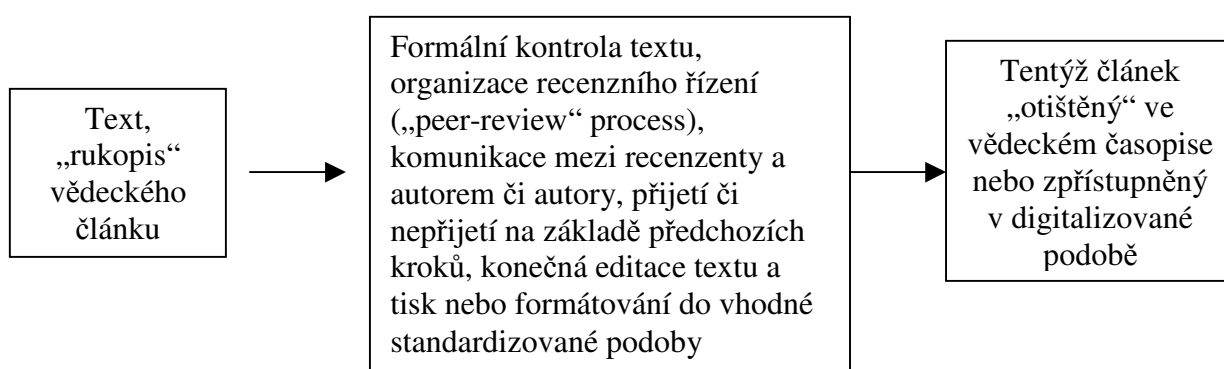 Text,
„rukopis“
vědeckého
článku
Formální kontrola textu,
organizace recenzního řízení
(„peer-review“ process),
komunikace mezi recenzenty a
autorem či autory, přijetí či
nepřijetí na základě předchozích
kroků, konečná editace textu a
tisk nebo formátování do vhodné
standardizované podoby
Tentýž článek
„otištěný“ ve
vědeckém časopise
nebo zpřístupněný
v digitalizované
podobě